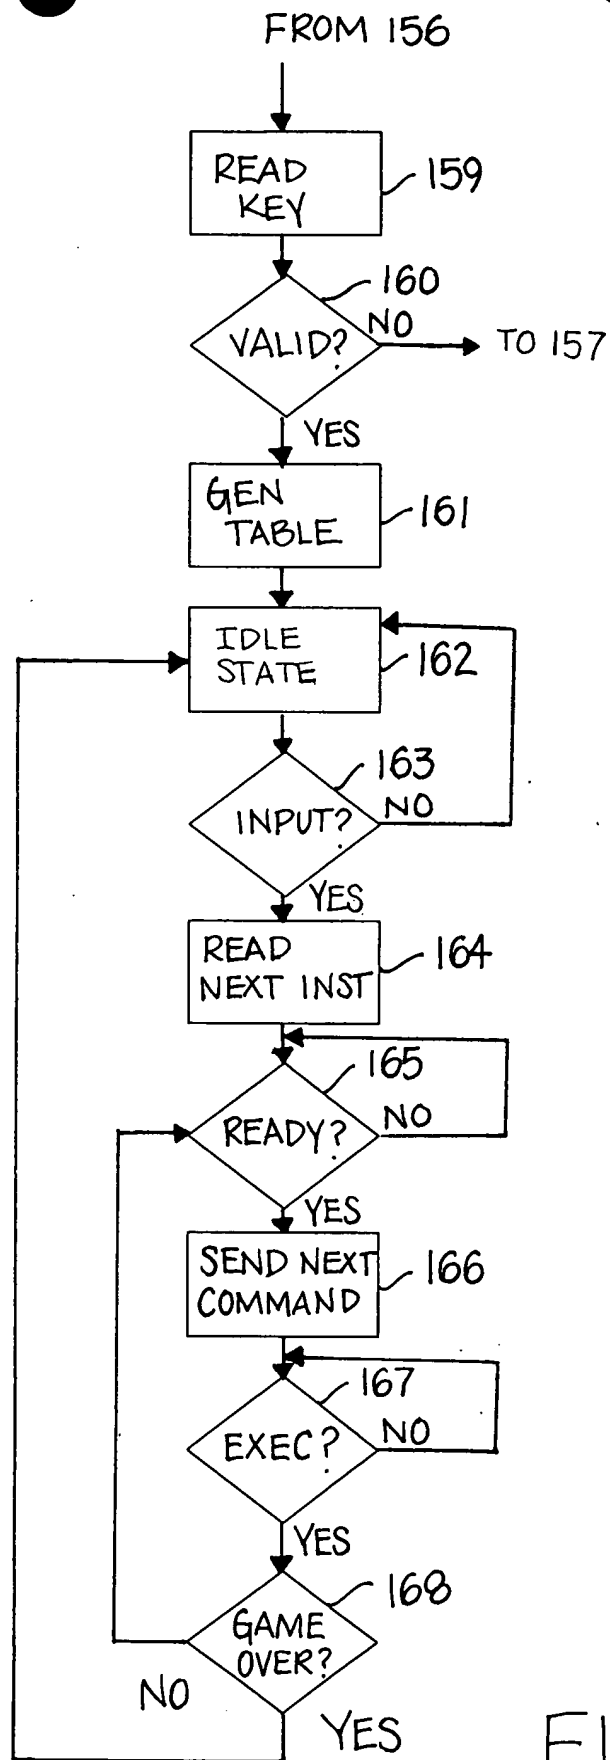 FROM 156
READ
KEY
159
160
VALID?
NO
TO 157
YES
GEN
TABLE
161
IDLE
STATE
162
163
INPUT?
NO
YES
READ
NEXT INST
164
165
READY?
NO
YES
SEND NEXT
COMMAND
166
167
EXEC?
NO
YES
168
GAME
OVER?
NO
YES